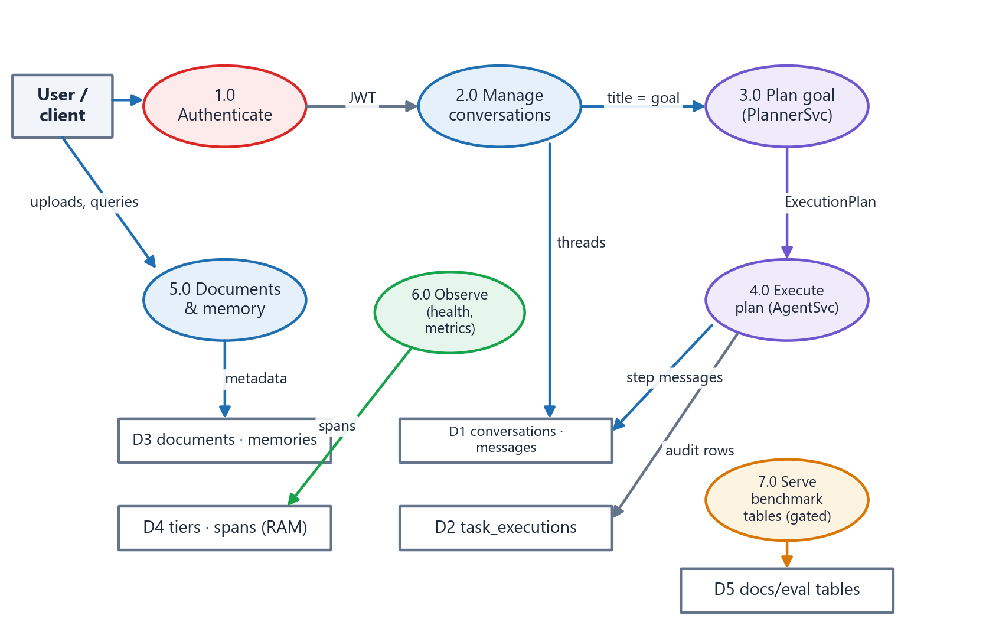 User /
client
1.0
Authenticate
JWT
2.0 Manage
conversations
title = goal
3.0 Plan goal
(PlannerSvc)
uploads, queries
ExecutionPlan
threads
5.0 Documents
& memory
6.0 Observe
(health,
metrics)
4.0 Execute
plan (AgentSvc)
metadata
step messages
spans
D3 documents · memories
D1 conversations ·
messages
audit rows
7.0 Serve
benchmark
tables (gated)
D4 tiers · spans (RAM)
D2 task_executions
D5 docs/eval tables